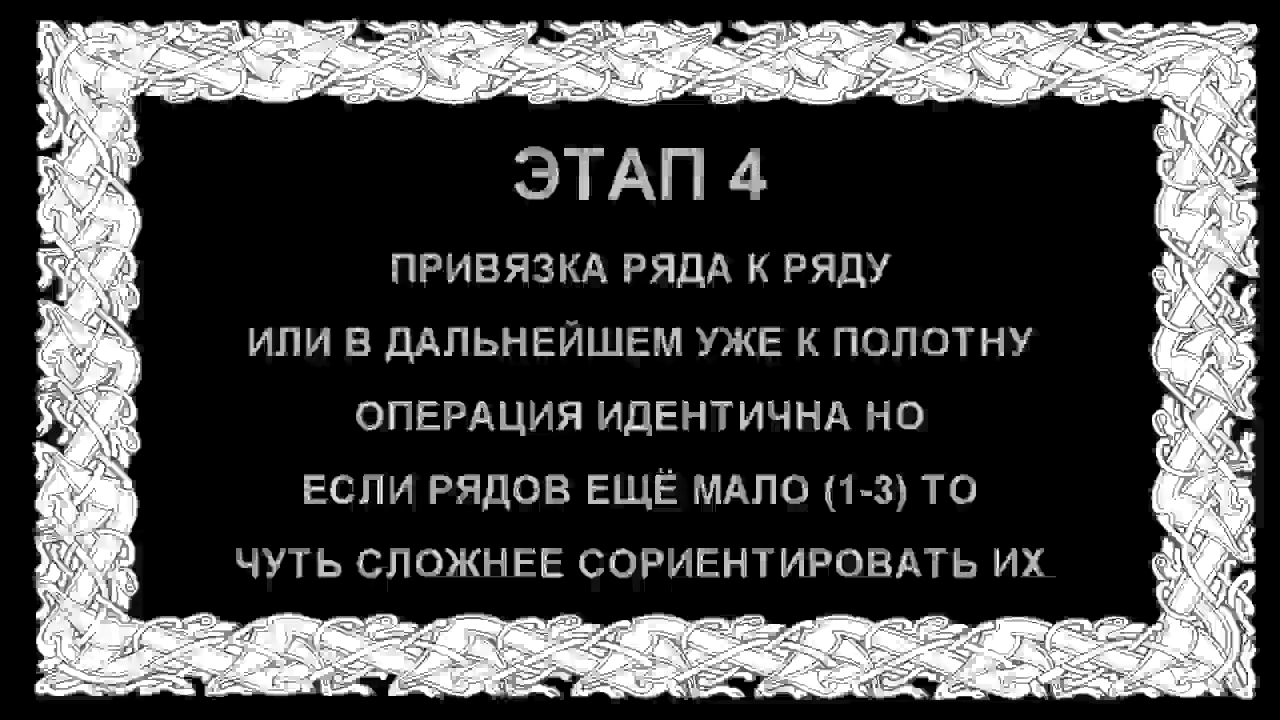 ЭТАП 4
ПРИВЯЗКА РЯДА К РЯДУ
ИЛИ В ДАЛЬНЕЙШЕМ УЖЕ К ПОЛОТНУ
ОПЕРАЦИЯ ИДЕНТИЧНА НО
ЕСЛИ РЯДОВ ЕЩЁ МАЛО (1-3) ТО
ЧУТЬ СЛОЖНЕЕ СОРИЕНТИРОВАТЬ ИХ